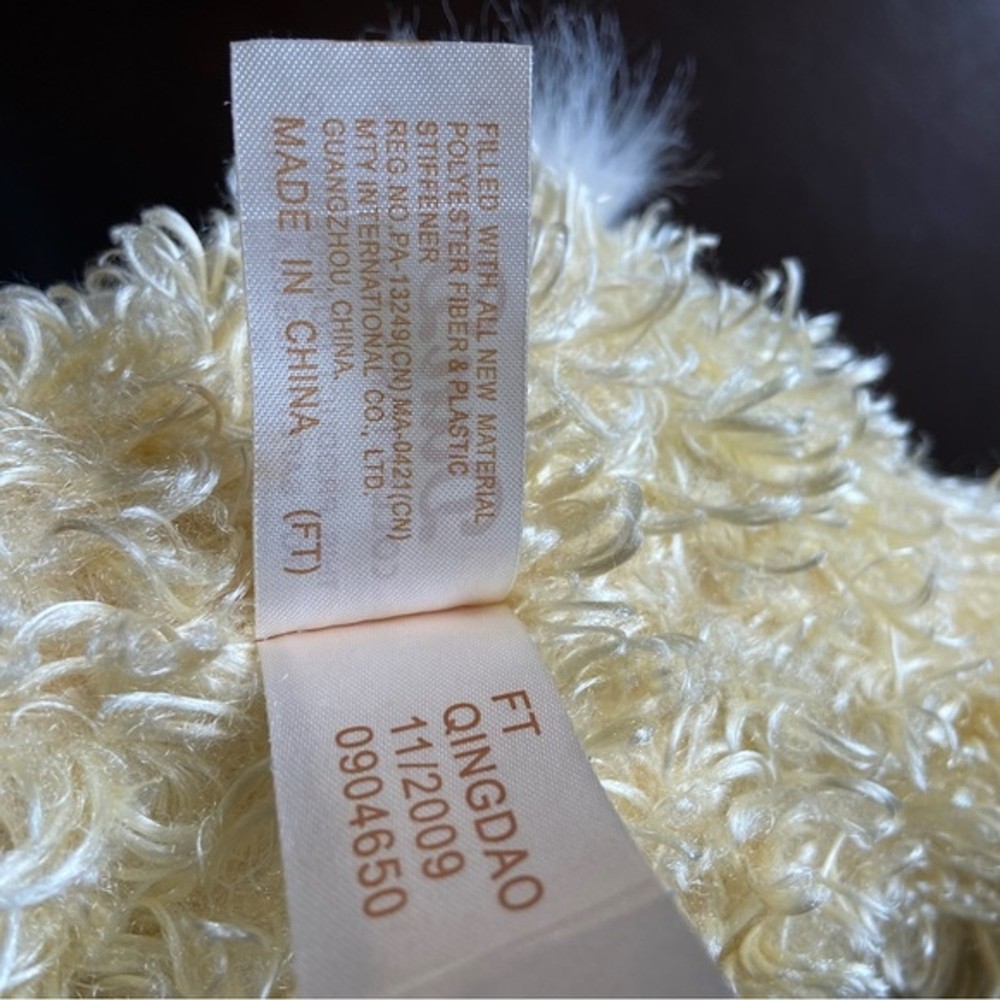 FILLED WITH ALL NEW MATERIAL
POLYESTER FIBER & PLASTIC
STIFFENER
REG.NO.PA-13249(CN) MA-0421(CN)
MTY INTERNATIONAL CO., LTD.
GUANGZHOU, CHINA.
MADE IN CHINA (FT)
FT
QINGDAO
11/2009
0904650